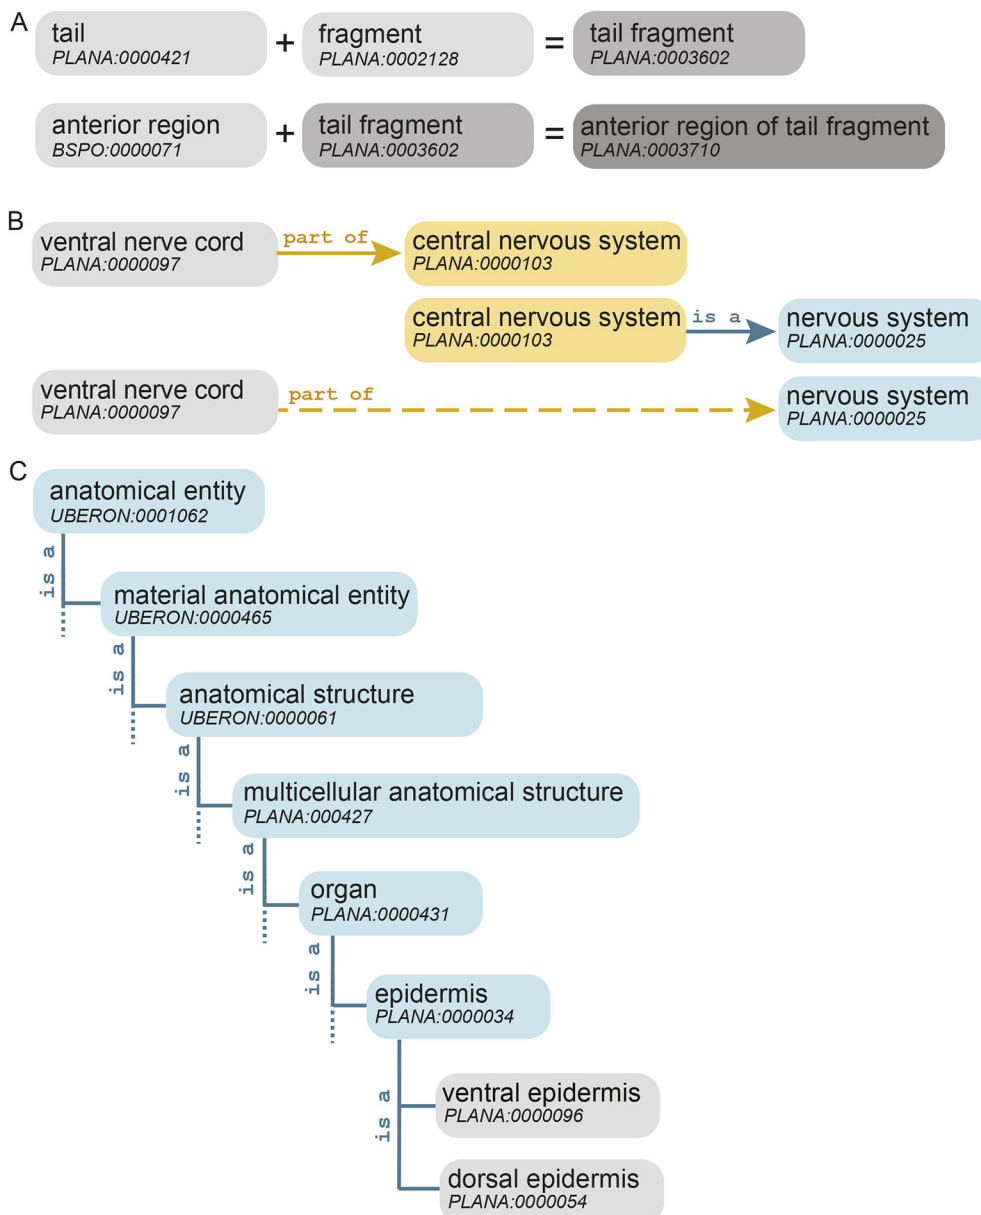 A
tail
PLANA:0000421
+
fragment
PLANA:0002128
=
tail fragment
PLANA:0003602
anterior region
BSPO:0000071
+
tail fragment
PLANA:0003602
=
anterior region of tail fragment
PLANA:0003710
B
ventral nerve cord
PLANA:0000097
part of
central nervous system
PLANA:0000103
central nervous system
PLANA:0000103
is a
nervous system
PLANA:0000025
ventral nerve cord
PLANA:0000097
part of
nervous system
PLANA:0000025
C
anatomical entity
UBERON:0001062
is a
material anatomical entity
UBERON:0000465
is a
anatomical structure
UBERON:0000061
is a
multicellular anatomical structure
PLANA:000427
is a
organ
PLANA:0000431
is a
epidermis
PLANA:0000034
is a
ventral epidermis
PLANA:0000096
dorsal epidermis
PLANA:0000054